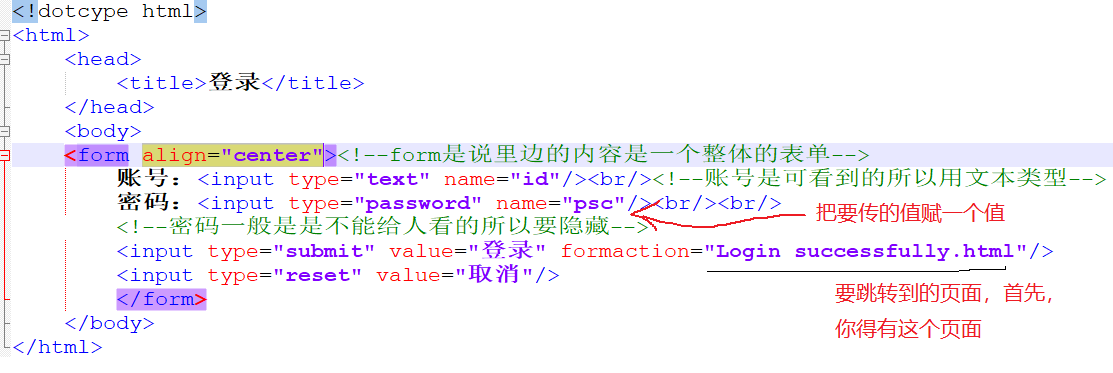 <!dotcype html>
<html>
<head>
<title>登录</title>
</head>
<body>
<form align="center"><!--form是说里边的内容是一个整体的表单-->
账号：<input type="text" name="id"/><br/><!--账号是可看到的所以用文本类型-->
密码：<input type="password" name="psc"/><br/><br/>
把要传的值赋一个值
<!--密码一般是是不能给人看的所以要隐藏-->
<input type="submit" value="登录" formaction="Login successfully.html"/>
<input type="reset" value="取消"/>
要跳转到的页面，首先，
</form>
你得有这个页面
</body>
</html>